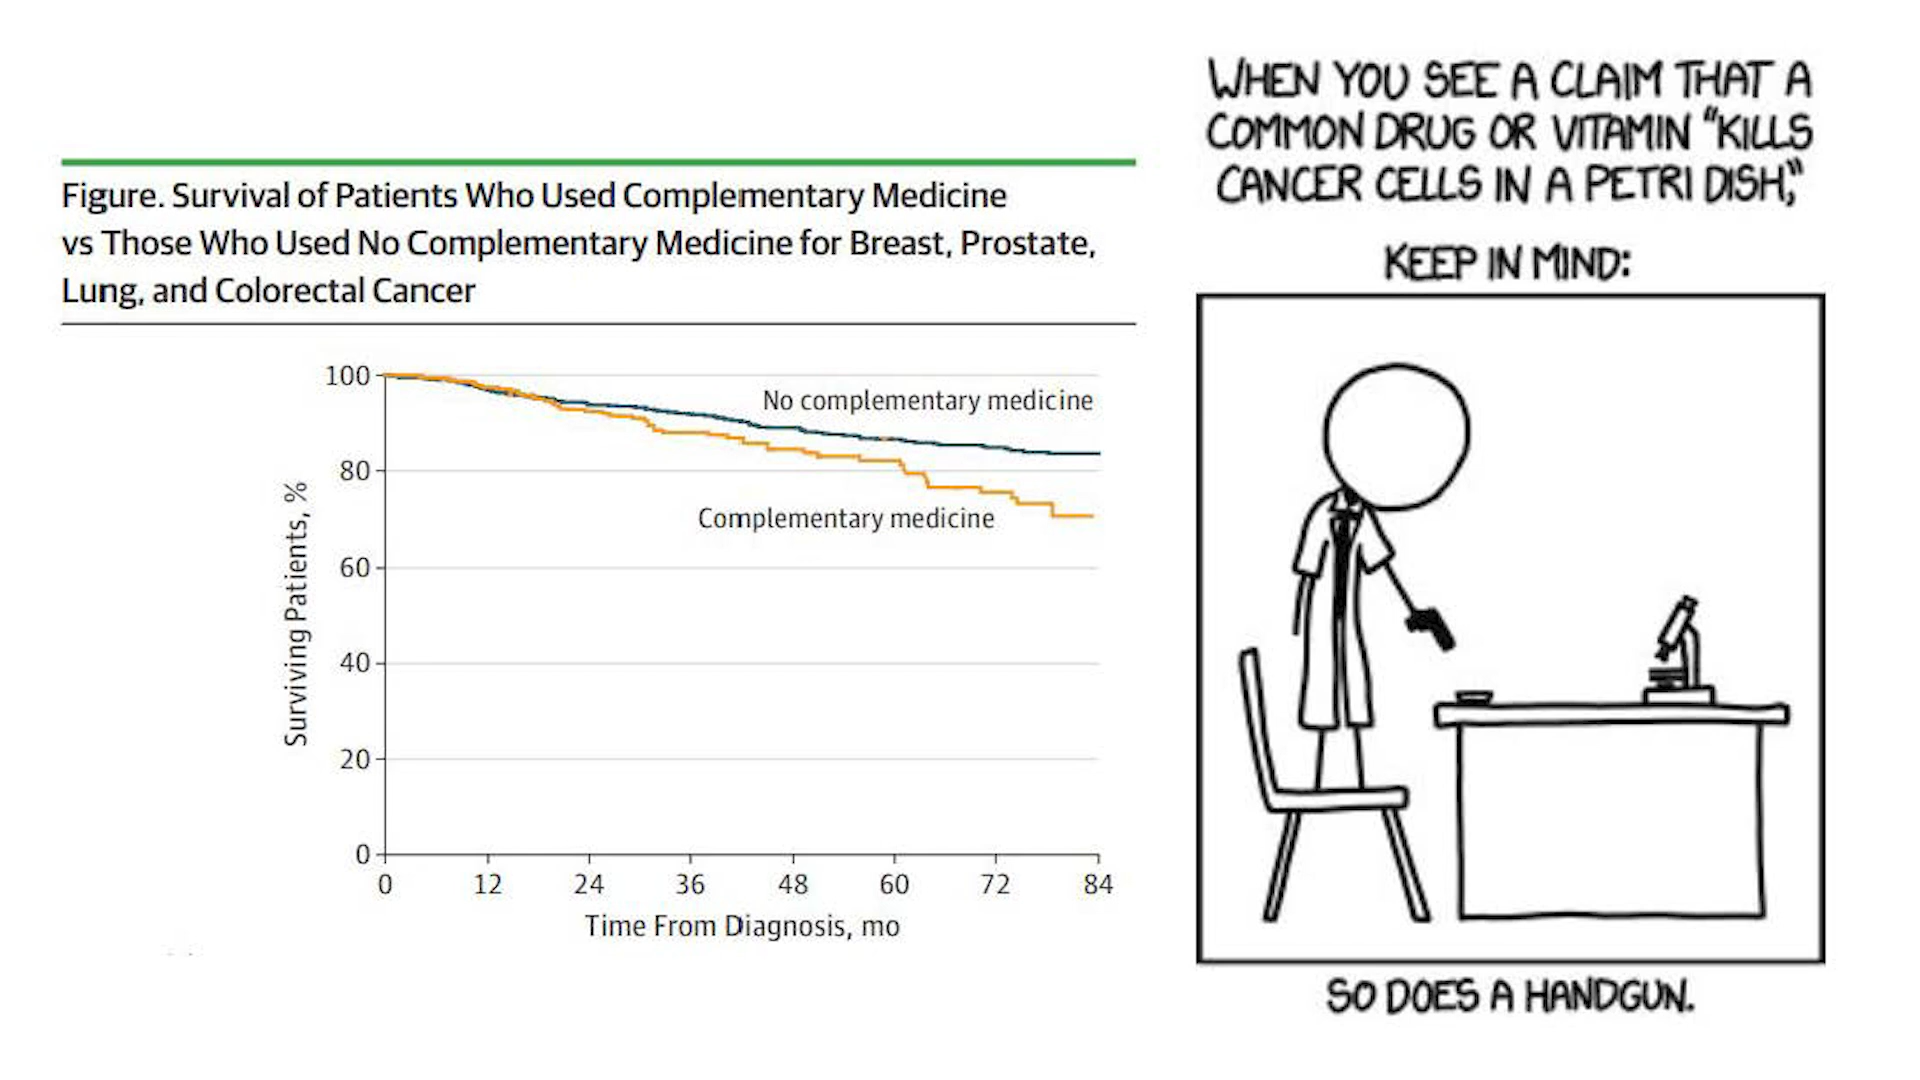 Figure. Survival of Patients Who Used Complementary Medicine
vs Those Who Used No Complementary Medicine for Breast, Prostate,
Lung, and Colorectal Cancer
100
80
60
40
20
0
Surviving Patients, %
No complementary medicine
Complementary medicine
0 12 24 36 48 60 72 84
Time From Diagnosis, mo
WHEN YOU SEE A CLAIM THAT A
COMMON DRUG OR VITAMIN "KILLS
CANCER CELLS IN A PETRI DISH,"
KEEP IN MIND:
SO DOES A HANDGUN.